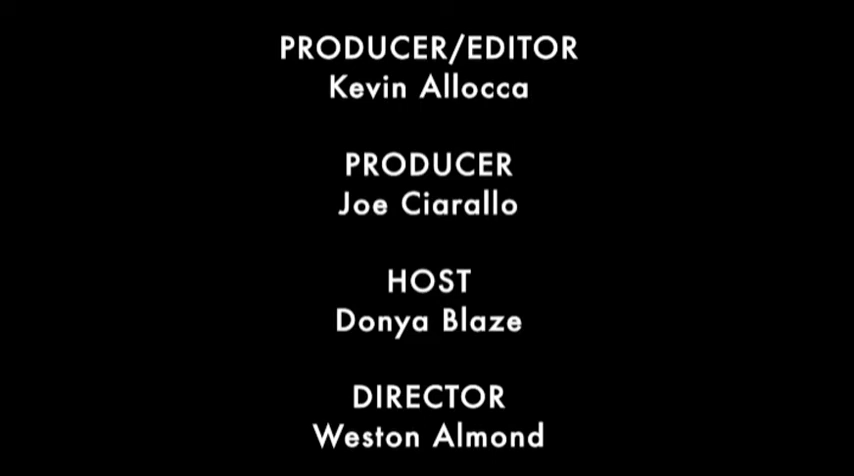 PRODUCER/EDITOR
Kevin Allocca
PRODUCER
Joe Ciarallo
HOST
Donya Blaze
DIRECTOR
Weston Almond